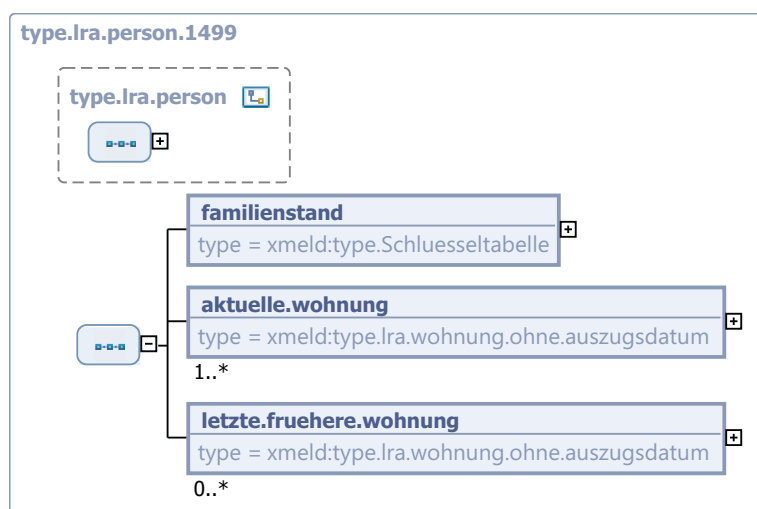 type.lra.person.1499
type.lra.person
familienstand
type = xmeld:type.Schluesseltabelle
aktuelle.wohnung
type = xmeld:type.lra.wohnung.ohne.auszugsdatum
1..*
letzte.fruehere.wohnung
type = xmeld:type.lra.wohnung.ohne.auszugsdatum
0..*